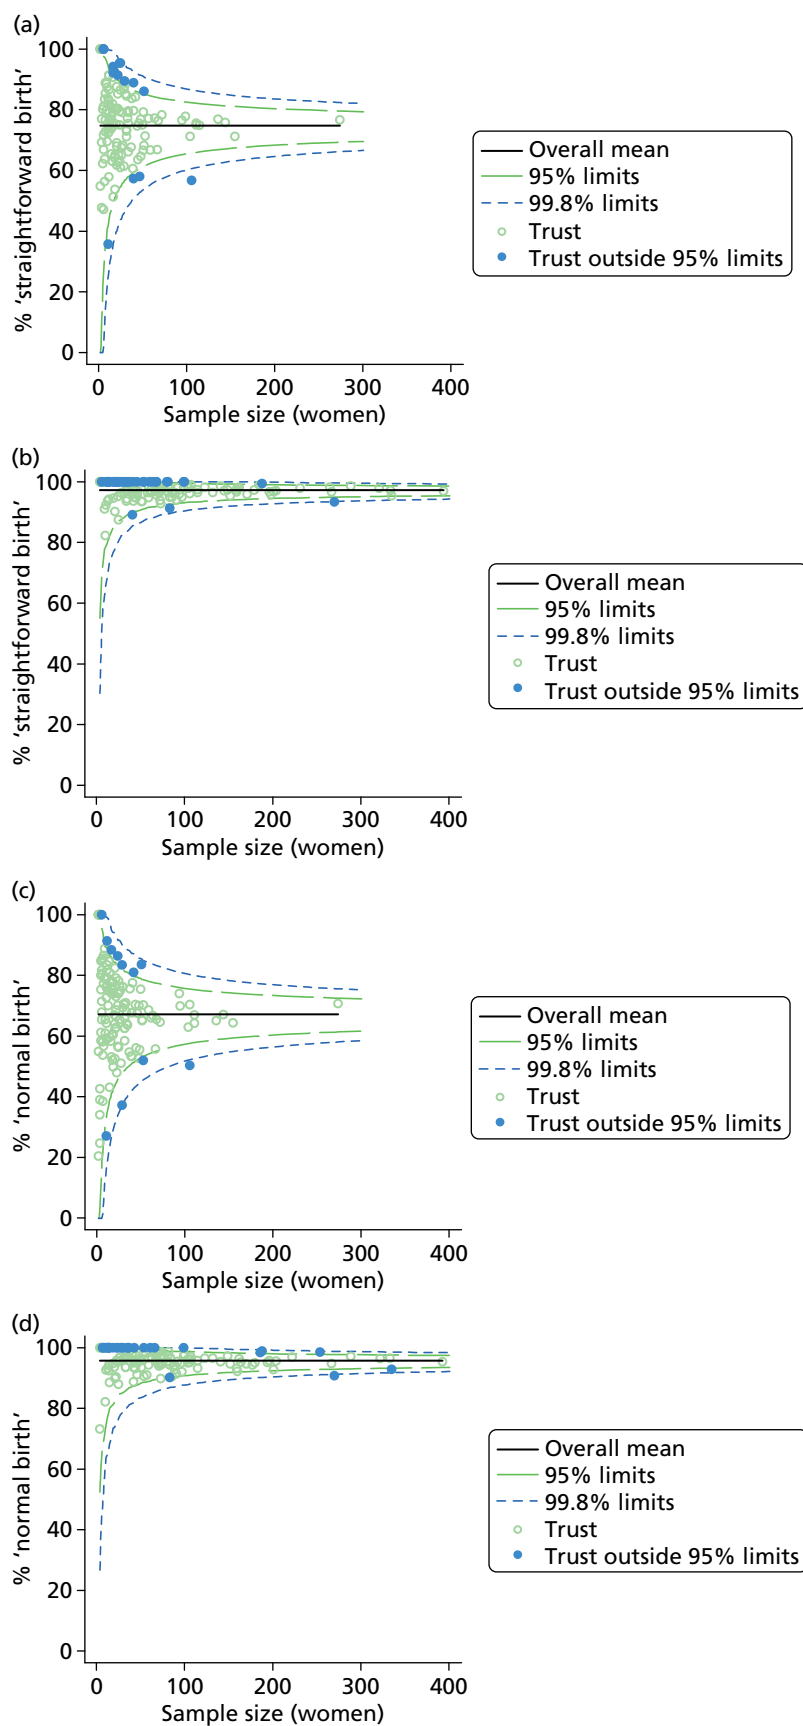 (a)
100
80
60
40
20
0
% ‘straightforward birth’
0 100 200 300 400
Sample size (women)
Overall mean
95% limits
99.8% limits
Trust
Trust outside 95% limits
(b)
100
80
60
40
20
0
% ‘straightforward birth’
0 100 200 300 400
Sample size (women)
Overall mean
95% limits
99.8% limits
Trust
Trust outside 95% limits
(c)
100
80
60
40
20
0
% ‘normal birth’
0 100 200 300 400
Sample size (women)
Overall mean
95% limits
99.8% limits
Trust
Trust outside 95% limits
(d)
100
80
60
40
20
0
% ‘normal birth’
0 100 200 300 400
Sample size (women)
Overall mean
95% limits
99.8% limits
Trust
Trust outside 95% limits